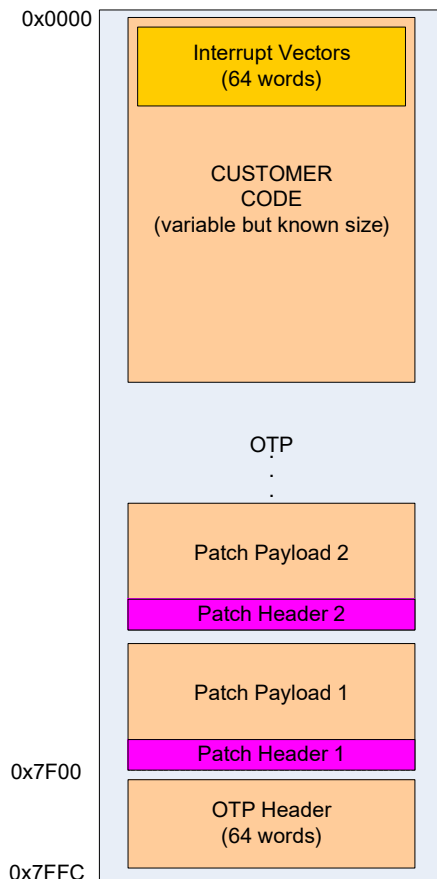 0x0000
Interrupt Vectors
(64 words)
CUSTOMER
CODE
(variable but known size)
OTP
.
.
.
Patch Payload 2
Patch Header 2
Patch Payload 1
Patch Header 1
0x7F00
OTP Header
(64 words)
0x7FFC